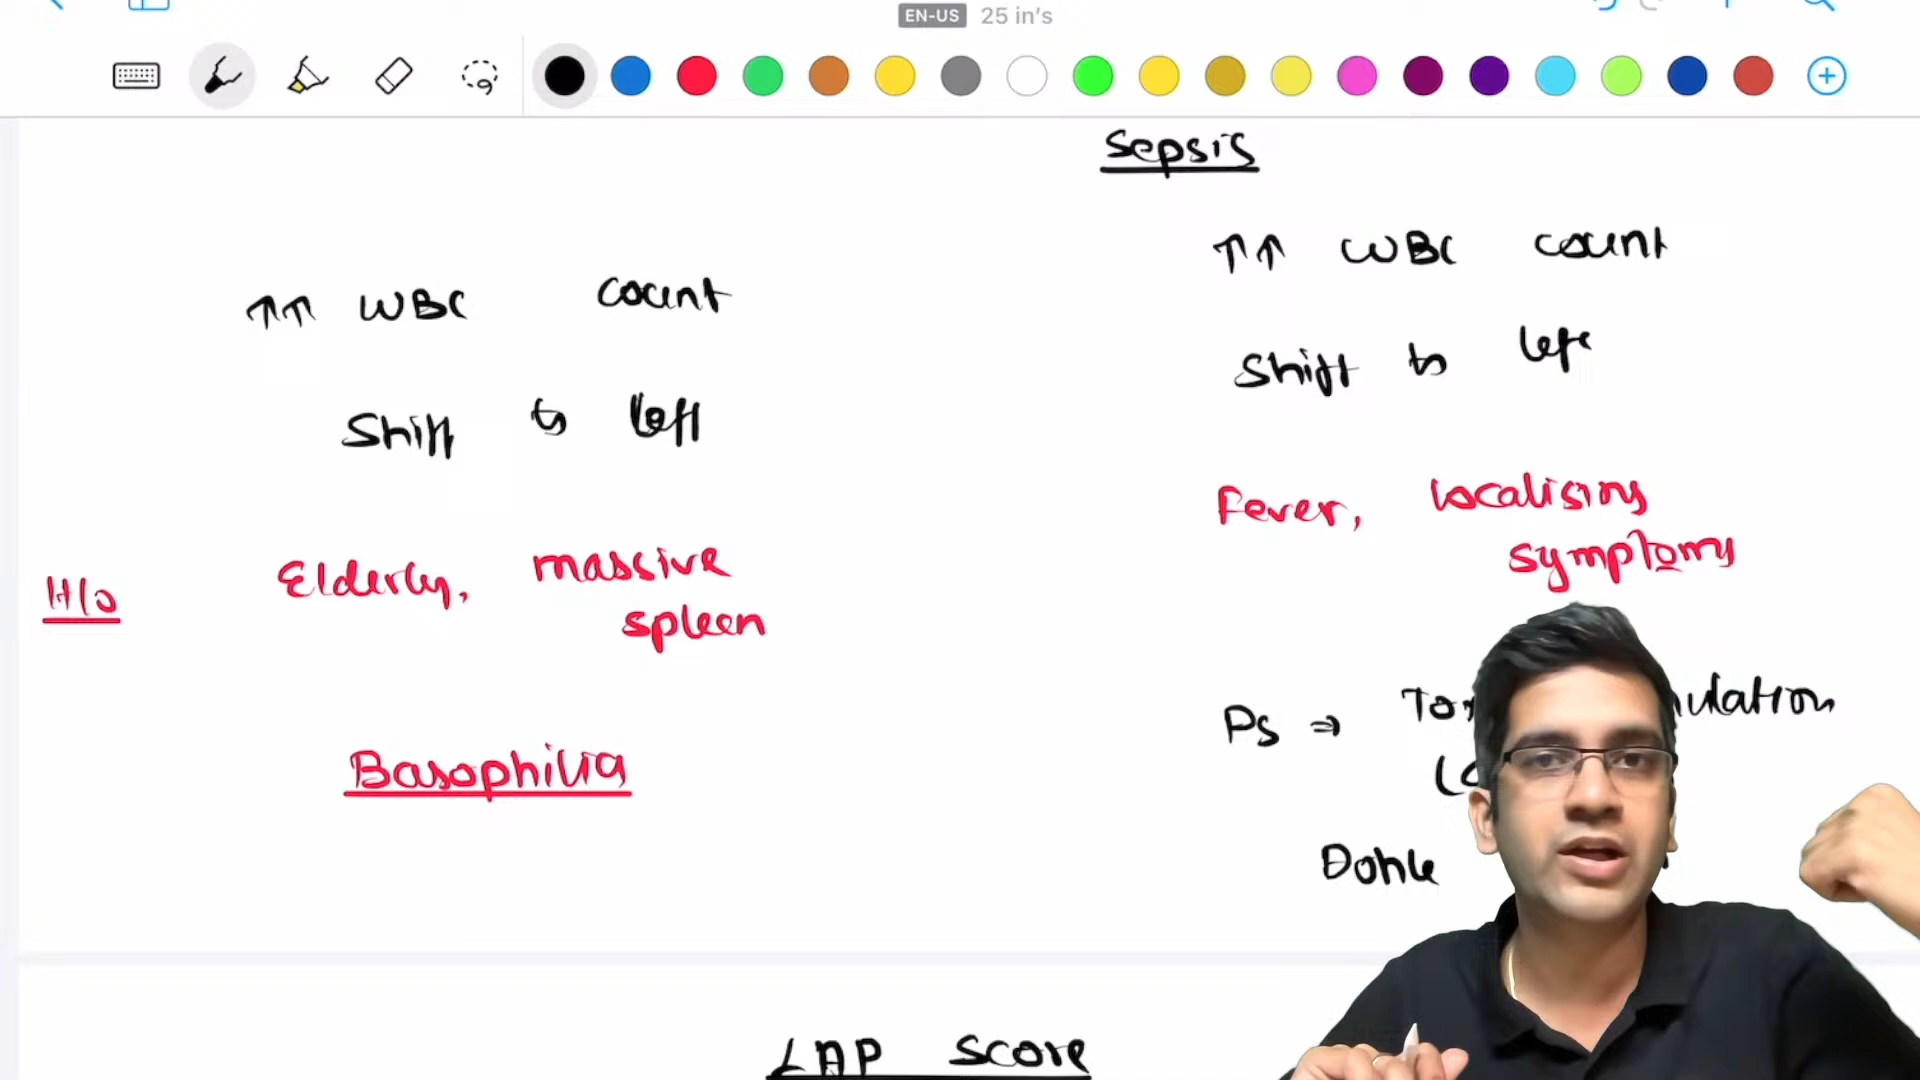 EN-US 25 in's
Sepsis
↑↑ WBC count
Shift to left
H/o Elderly, massive
spleen
Basophilia
↑↑ WBC count
Shift to left
Fever, localising
symptoms
PS ⇒
Dohle
LAP Score